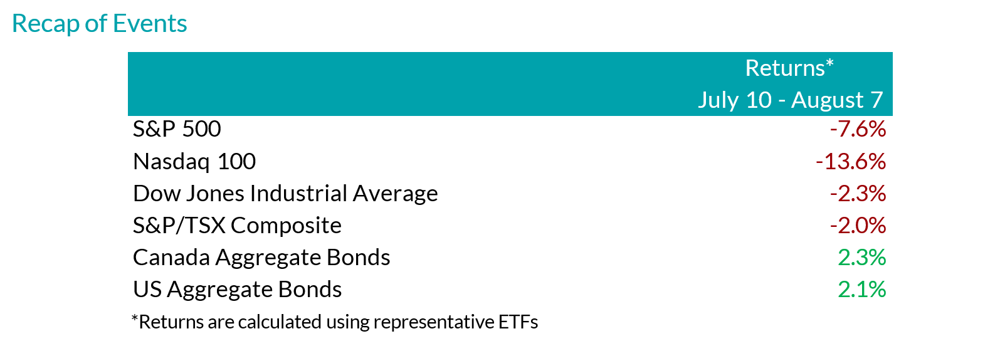 Recap of Events
Returns*
July 10 - August 7
S&P 500 -7.6%
Nasdaq 100 -13.6%
Dow Jones Industrial Average -2.3%
S&P/TSX Composite -2.0%
Canada Aggregate Bonds 2.3%
US Aggregate Bonds 2.1%
*Returns are calculated using representative ETFs